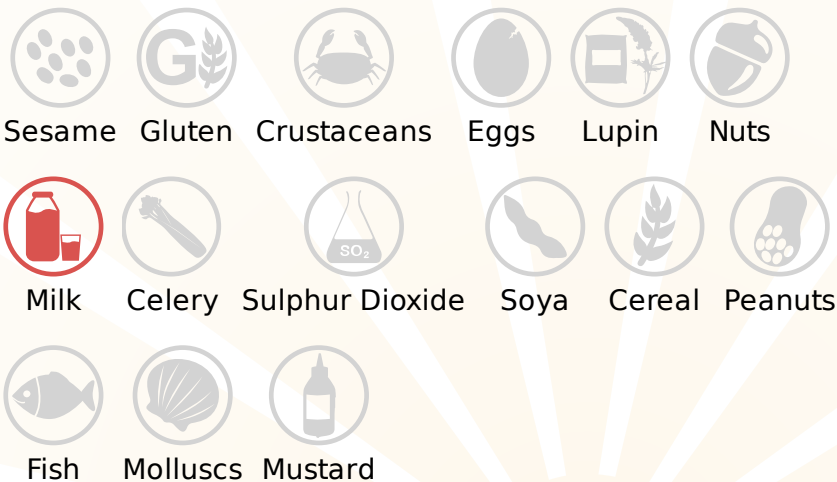 G
Sesame Gluten Crustaceans Eggs Lupin Nuts
SO₂
Milk Celery Sulphur Dioxide Soya Cereal Peanuts
Fish Molluscs Mustard